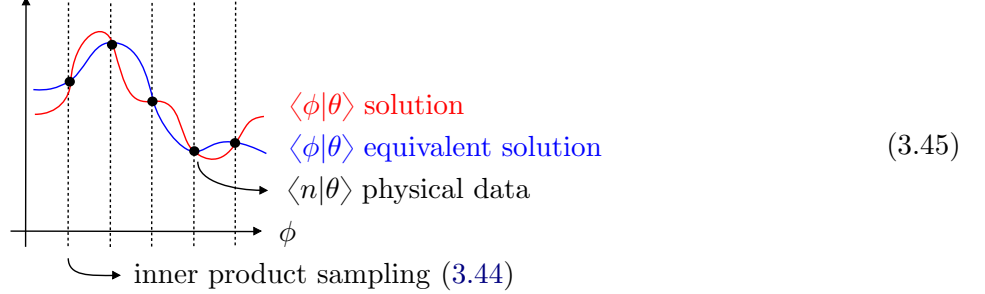 ⟨ϕ|θ⟩ solution
⟨ϕ|θ⟩ equivalent solution (3.45)
⟨n|θ⟩ physical data
ϕ
inner product sampling (3.44)